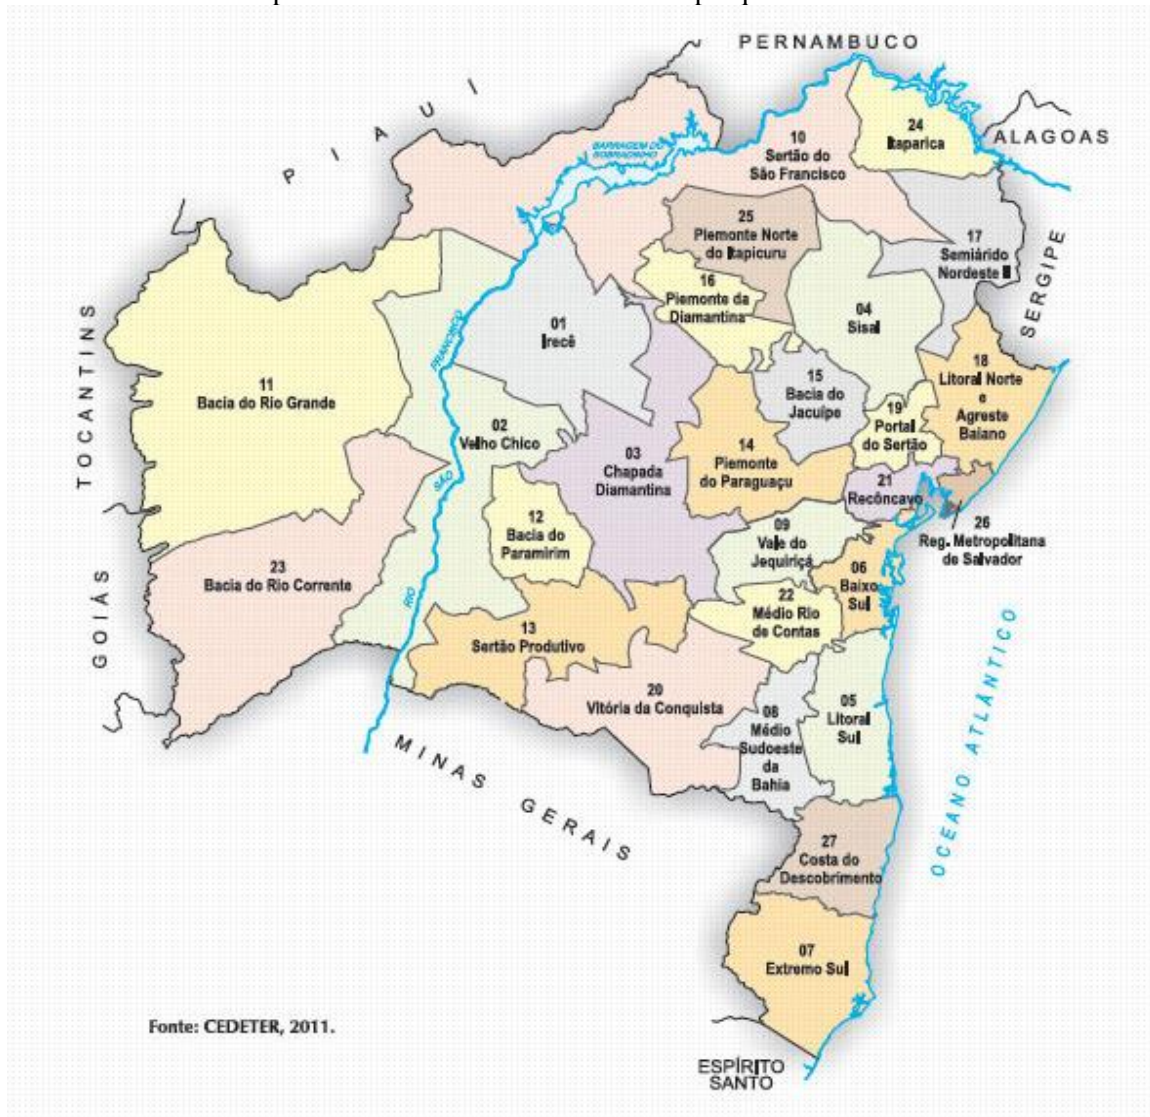 PERNAMBUCO
PIAUI
ALAGOAS
SERGIPE
TOCANTINS
GOIÁS
MINAS GERAIS
ESPÍRITO
SANTO
OCEANO ATLÂNTICO
BARRAGEM DE
SOBRADINHO
RIO SÃO FRANCISCO
24
Itaparica
10
Sertão do
São Francisco
25
Piemonte Norte
do Itapicuru
17
Semiárido
Nordeste II
16
Piemonte da
Diamantina
04
Sisal
01
Irecê
11
Bacia do Rio Grande
18
Litoral Norte
e
Agreste
Baiano
15
Bacia do
Jacuípe
19
Portal
do Sertão
02
Velho Chico
03
Chapada
Diamantina
14
Piemonte
do Paraguaçu
21
Recôncavo
26
Reg. Metropolitana
de Salvador
12
Bacia do
Paramirim
09
Vale do
Jequiriçá
06
Baixo
Sul
23
Bacia do Rio Corrente
22
Médio Rio
de Contas
13
Sertão Produtivo
20
Vitória da Conquista
08
Médio
Sudoeste
da
Bahia
05
Litoral
Sul
27
Costa do
Descobrimento
07
Extremo Sul
Fonte: CEDETER, 2011.